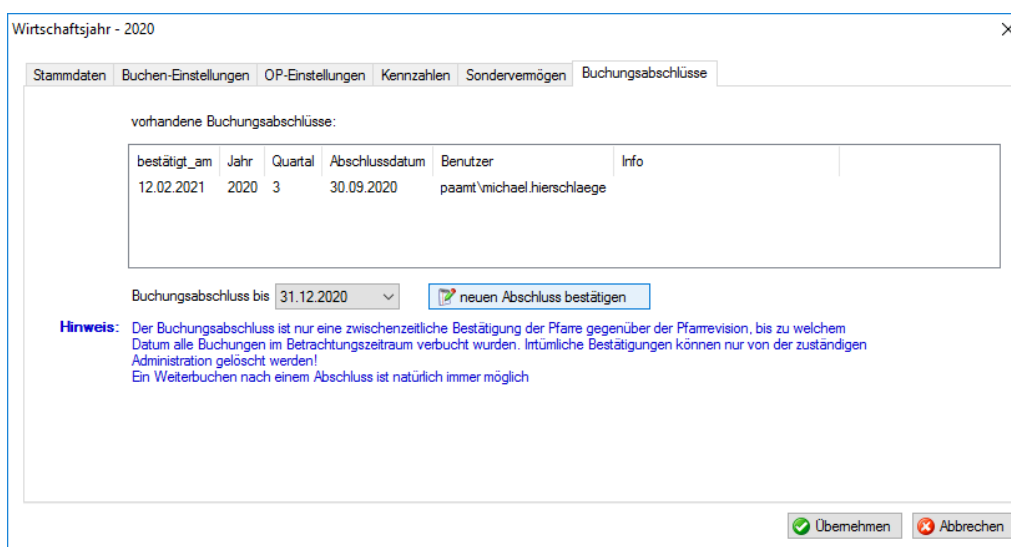 Wirtschaftsjahr - 2020
Stammdaten Buchen-Einstellungen OP-Einstellungen Kennzahlen Sondervermögen Buchungsabschlüsse
vorhandene Buchungsabschlüsse:
bestätigt_am Jahr Quartal Abschlussdatum Benutzer Info
12.02.2021 2020 3 30.09.2020 paamt\michael.hierschlaege
Buchungsabschluss bis 31.12.2020 neuen Abschluss bestätigen
Hinweis: Der Buchungsabschluss ist nur eine zwischenzeitliche Bestätigung der Pfarre gegenüber der Pfarrrevision, bis zu welchem
Datum alle Buchungen im Betrachtungszeitraum verbucht wurden. Irrtümliche Bestätigungen können nur von der zuständigen
Administration gelöscht werden!
Ein Weiterbuchen nach einem Abschluss ist natürlich immer möglich
Übernehmen Abbrechen